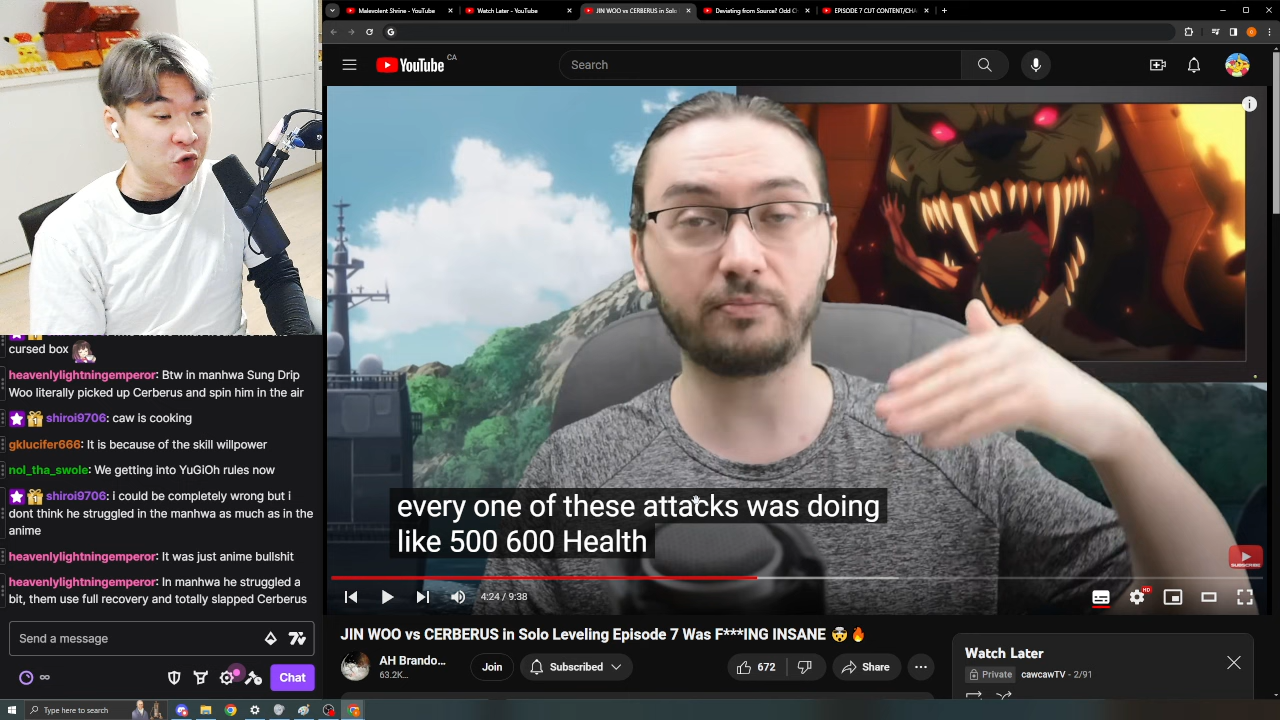 Malevolent Shrine - YouTube
Watch Later - YouTube
JIN WOO vs CERBERUS in Solo
Deviating from Source? Odd C
EPISODE 7 CUT CONTENT/CHA
YouTube CA
Search
every one of these attacks was doing
like 500 600 Health
SUBSCRIBE
4:24 / 9:38
HD
JIN WOO vs CERBERUS in Solo Leveling Episode 7 Was F***ING INSANE 🤯🔥
AH Brando...
63.2K...
Join
Subscribed
672
Share
Watch Later
Private cawcawTV - 2/91
cursed box
heavenlylightningemperor: Btw in manhwa Sung Drip
Woo literally picked up Cerberus and spin him in the air
shiroi9706: caw is cooking
gklucifer666: It is because of the skill willpower
nol_tha_swole: We getting into YuGiOh rules now
shiroi9706: i could be completely wrong but i
dont think he struggled in the manhwa as much as in the
anime
heavenlylightningemperor: It was just anime bullshit
heavenlylightningemperor: In manhwa he struggled a
bit, them use full recovery and totally slapped Cerberus
Send a message
Chat
Type here to search